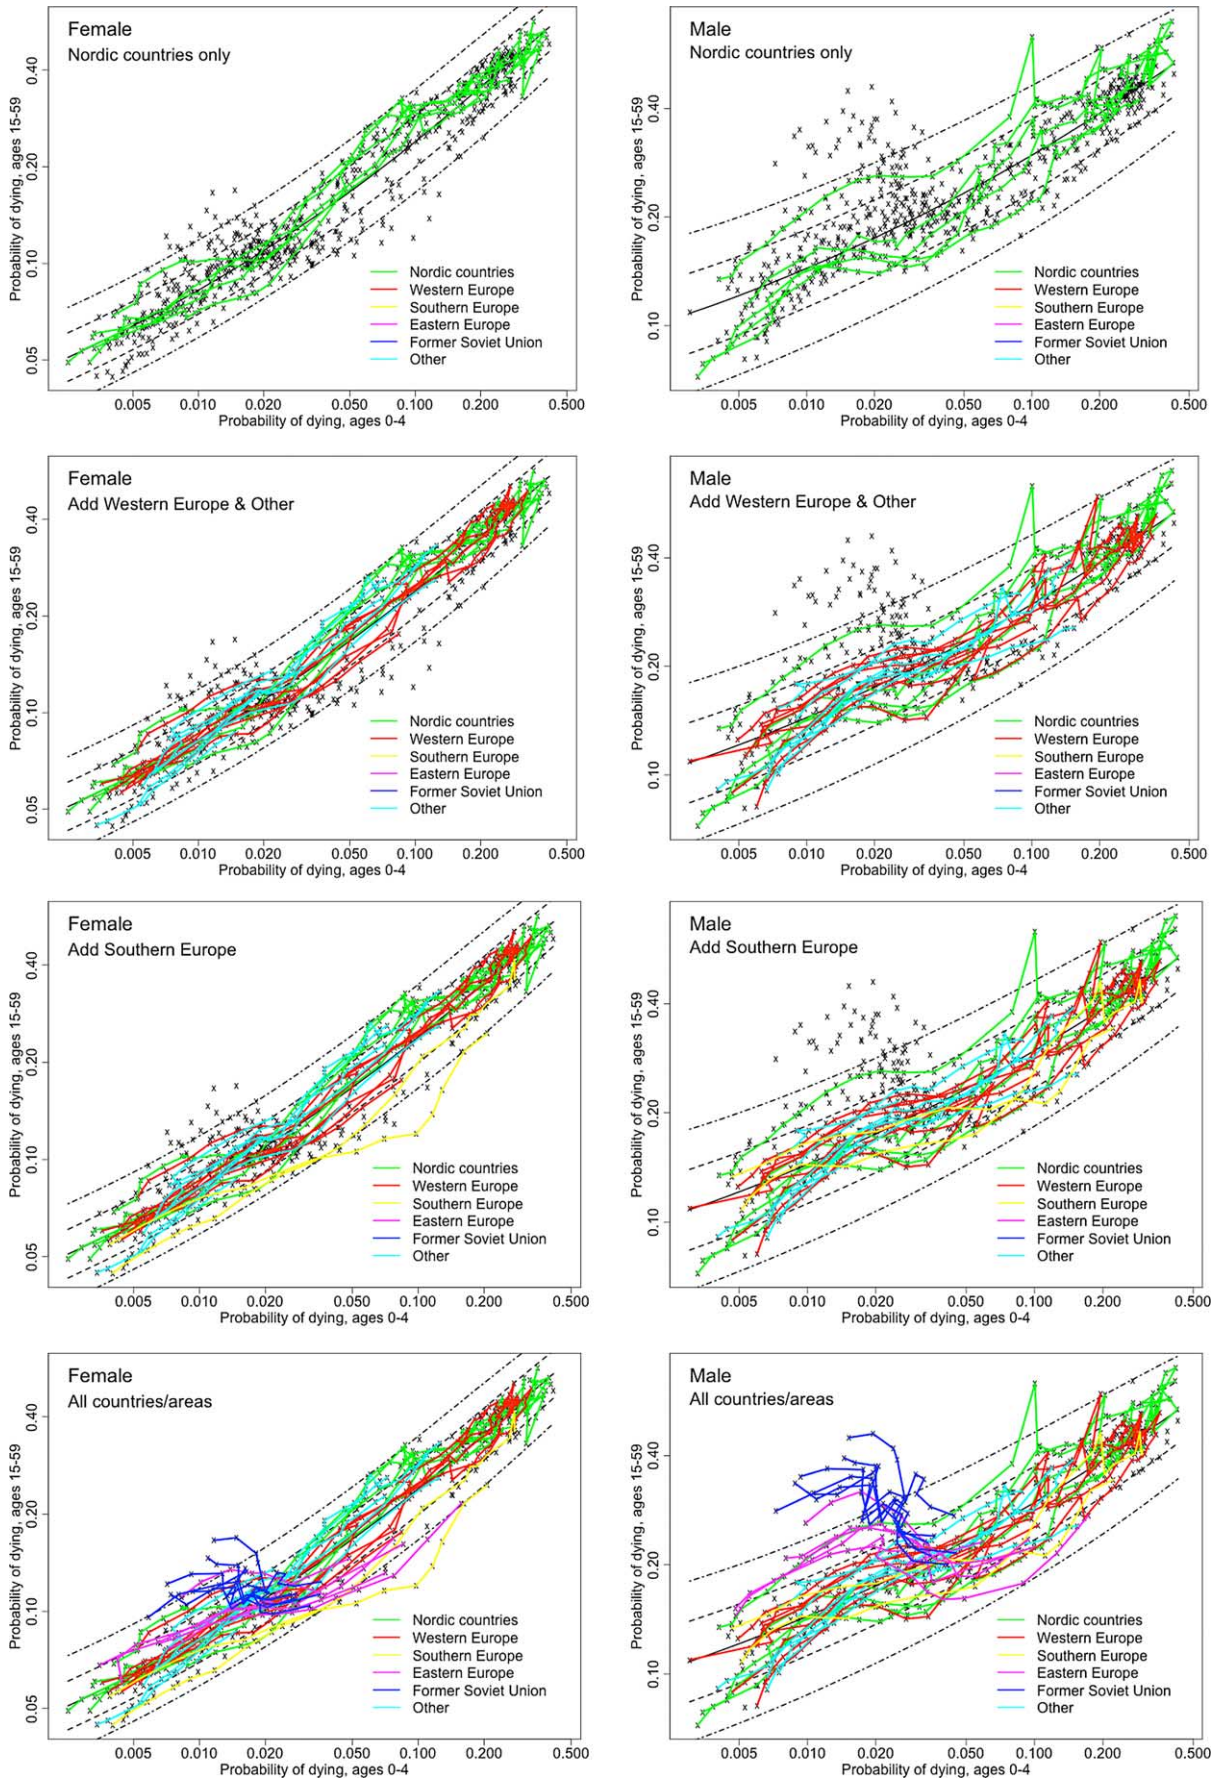 Female
Nordic countries only
Probability of dying, ages 15-59
0.40
0.20
0.10
0.05
Nordic countries
Western Europe
Southern Europe
Eastern Europe
Former Soviet Union
Other
0.005 0.010 0.020 0.050 0.100 0.200 0.500
Probability of dying, ages 0-4
Male
Nordic countries only
Probability of dying, ages 15-59
0.40
0.20
0.10
Nordic countries
Western Europe
Southern Europe
Eastern Europe
Former Soviet Union
Other
0.005 0.010 0.020 0.050 0.100 0.200 0.500
Probability of dying, ages 0-4
Female
Add Western Europe & Other
Probability of dying, ages 15-59
0.40
0.20
0.10
0.05
Nordic countries
Western Europe
Southern Europe
Eastern Europe
Former Soviet Union
Other
0.005 0.010 0.020 0.050 0.100 0.200 0.500
Probability of dying, ages 0-4
Male
Add Western Europe & Other
Probability of dying, ages 15-59
0.40
0.20
0.10
Nordic countries
Western Europe
Southern Europe
Eastern Europe
Former Soviet Union
Other
0.005 0.010 0.020 0.050 0.100 0.200 0.500
Probability of dying, ages 0-4
Female
Add Southern Europe
Probability of dying, ages 15-59
0.40
0.20
0.10
0.05
Nordic countries
Western Europe
Southern Europe
Eastern Europe
Former Soviet Union
Other
0.005 0.010 0.020 0.050 0.100 0.200 0.500
Probability of dying, ages 0-4
Male
Add Southern Europe
Probability of dying, ages 15-59
0.40
0.20
0.10
Nordic countries
Western Europe
Southern Europe
Eastern Europe
Former Soviet Union
Other
0.005 0.010 0.020 0.050 0.100 0.200 0.500
Probability of dying, ages 0-4
Female
All countries/areas
Probability of dying, ages 15-59
0.40
0.20
0.10
0.05
Nordic countries
Western Europe
Southern Europe
Eastern Europe
Former Soviet Union
Other
0.005 0.010 0.020 0.050 0.100 0.200 0.500
Probability of dying, ages 0-4
Male
All countries/areas
Probability of dying, ages 15-59
0.40
0.20
0.10
Nordic countries
Western Europe
Southern Europe
Eastern Europe
Former Soviet Union
Other
0.005 0.010 0.020 0.050 0.100 0.200 0.500
Probability of dying, ages 0-4